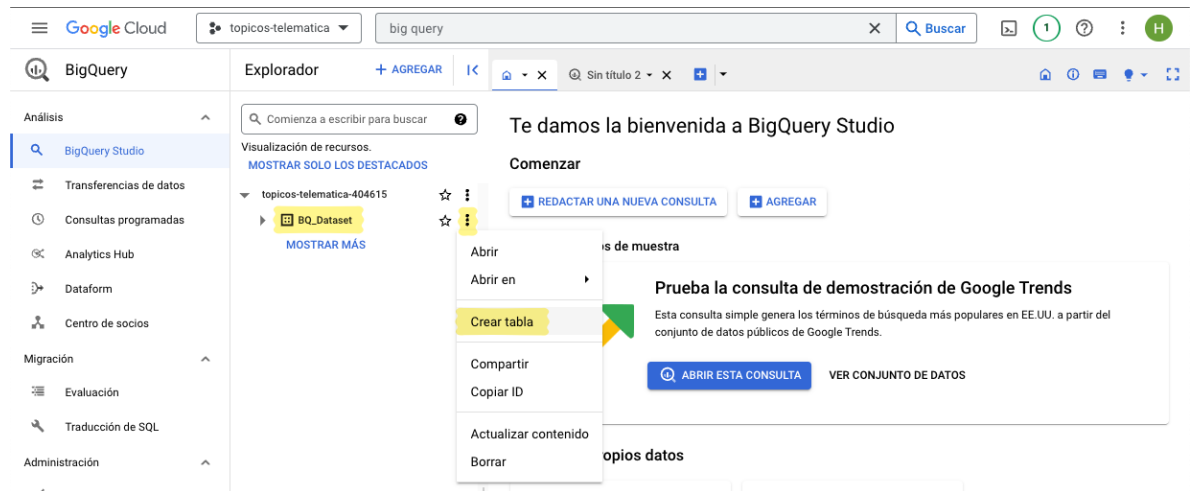 Google Cloud
topicos-telematica
big query
Buscar
1
H
BigQuery
Explorador
+ AGREGAR
Sin título 2
Análisis
BigQuery Studio
Transferencias de datos
Consultas programadas
Analytics Hub
Dataform
Centro de socios
Migración
Evaluación
Traducción de SQL
Administración
Comienza a escribir para buscar
Visualización de recursos.
MOSTRAR SOLO LOS DESTACADOS
topicos-telematica-404615
BQ_Dataset
MOSTRAR MÁS
Abrir
Abrir en
Crear tabla
Compartir
Copiar ID
Actualizar contenido
Borrar
Te damos la bienvenida a BigQuery Studio
Comenzar
REDACTAR UNA NUEVA CONSULTA
AGREGAR
de muestra
Prueba la consulta de demostración de Google Trends
Esta consulta simple genera los términos de búsqueda más populares en EE.UU. a partir del
conjunto de datos públicos de Google Trends.
ABRIR ESTA CONSULTA
VER CONJUNTO DE DATOS
opios datos